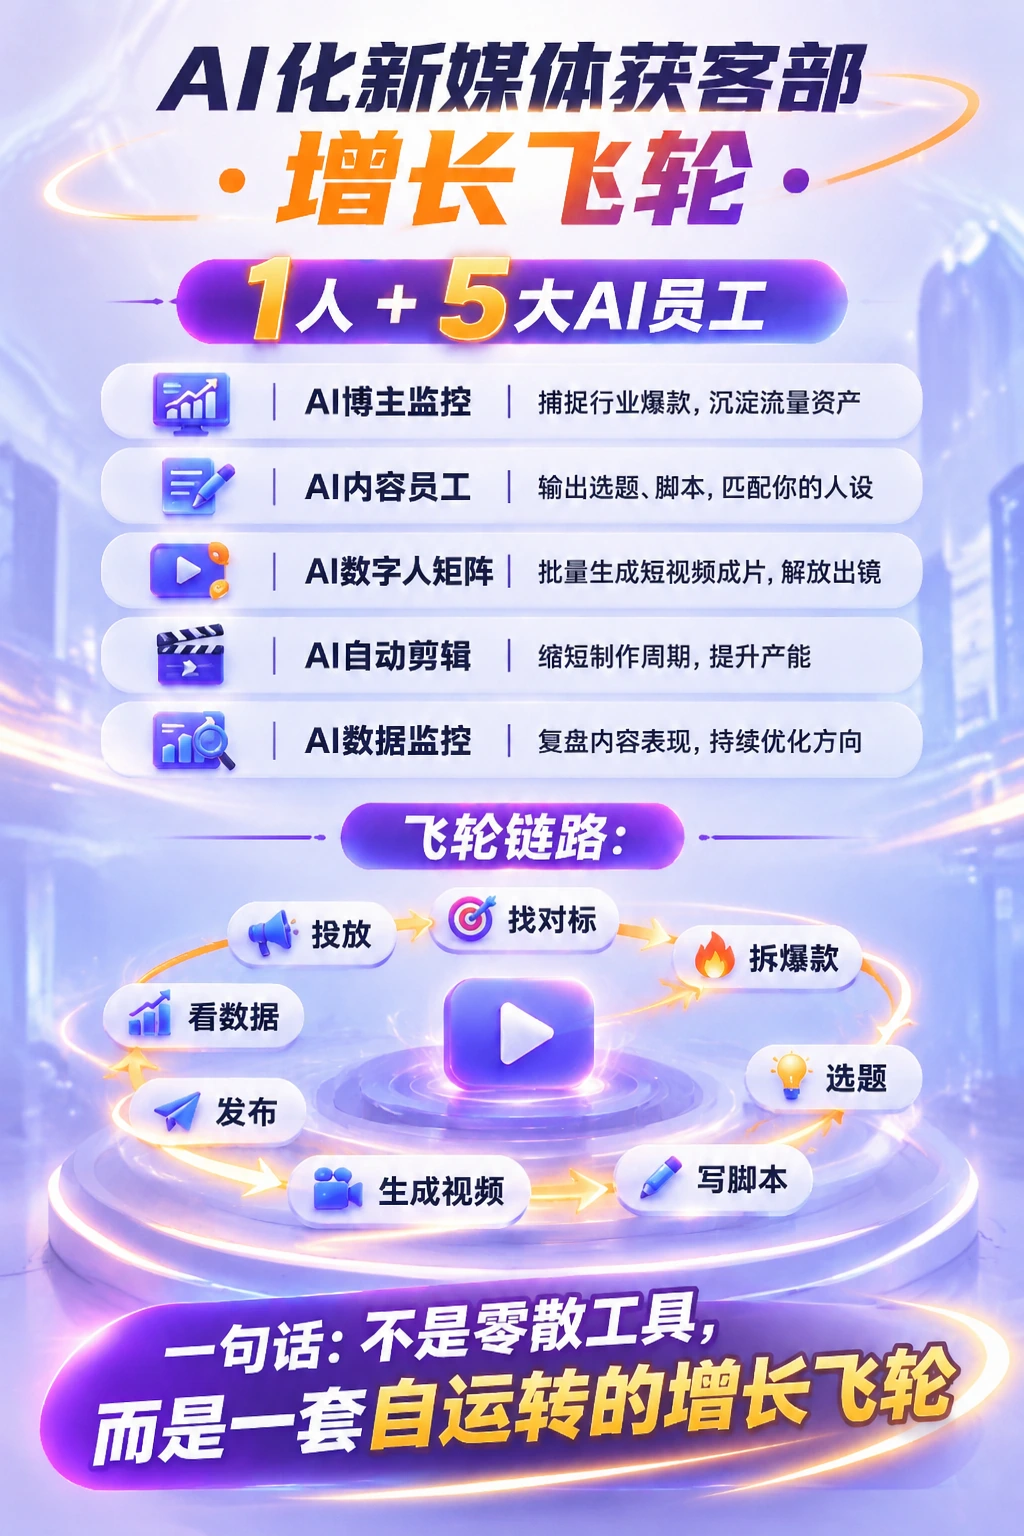 AI化新媒体获客部
·增长飞轮·
1人+5大AI员工
AI博主监控 | 捕捉行业爆款，沉淀流量资产
AI内容员工 | 输出选题、脚本，匹配你的人设
AI数字人矩阵 | 批量生成短视频成片，解放出镜
AI自动剪辑 | 缩短制作周期，提升产能
AI数据监控 | 复盘内容表现，持续优化方向
飞轮链路：
投放
找对标
拆爆款
看数据
选题
发布
写脚本
生成视频
一句话：不是零散工具，
而是一套自运转的增长飞轮